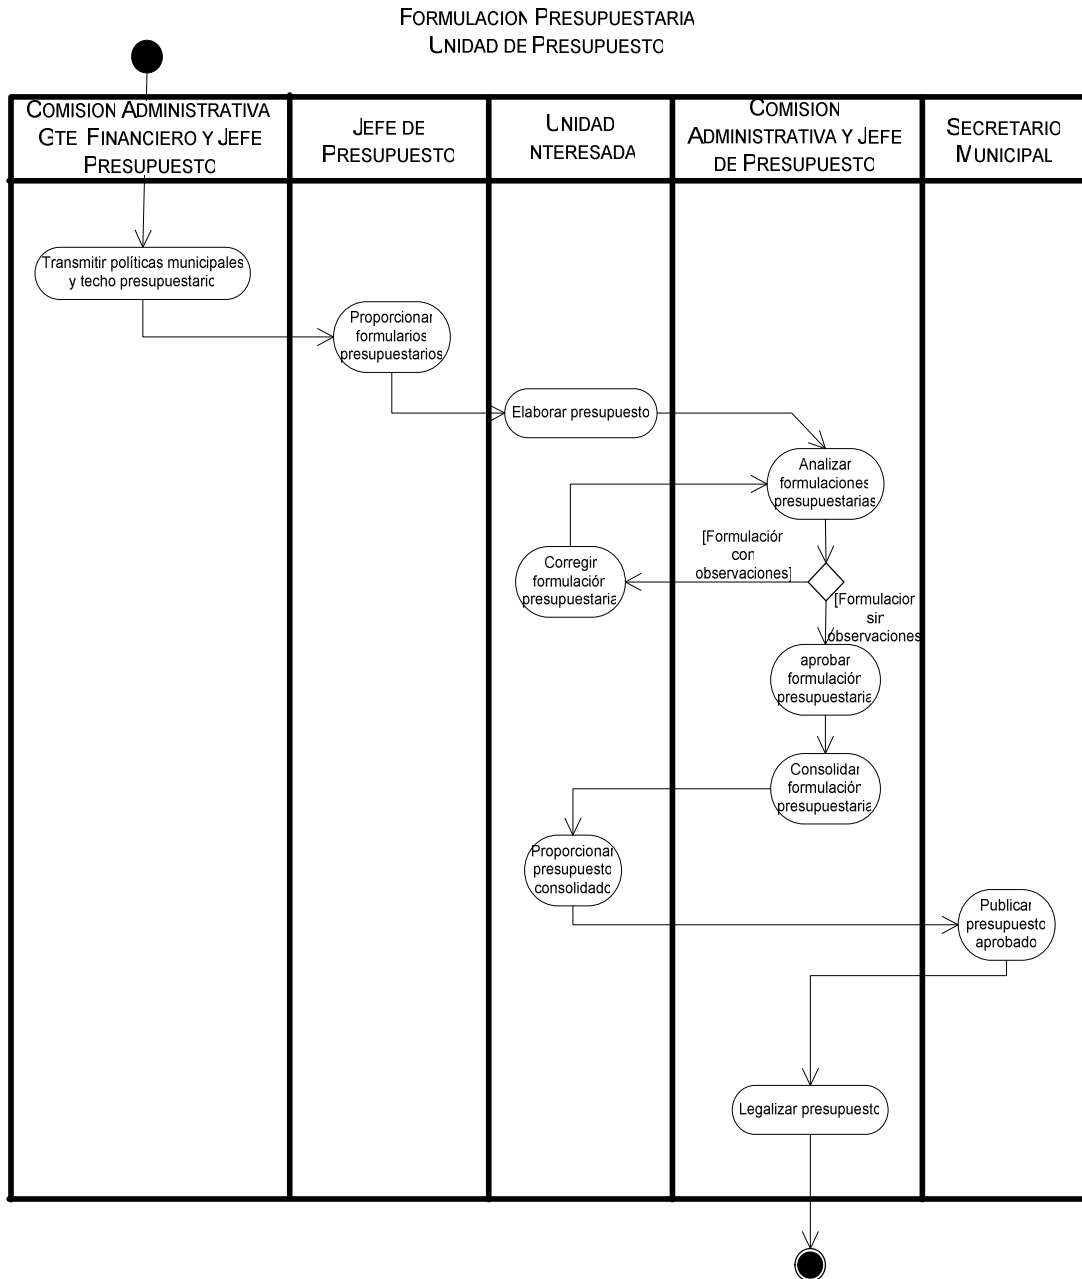 FORMULACION PRESUPUESTARIA
UNIDAD DE PRESUPUESTO
COMISION ADMINISTRATIVA
GTE FINANCIERO Y JEFE
PRESUPUESTO
JEFE DE
PRESUPUESTO
UNIDAD
NTERESADA
COMISION
ADMINISTRATIVA Y JEFE
DE PRESUPUESTO
SECRETARIO
MUNICIPAL
Transmitir políticas municipales
y techo presupuestario
Proporcionar
formularios
presupuestarios
Elaborar presupuesto
Analizar
formulaciones
presupuestarias
[Formulación
con
observaciones]
Corregir
formulación
presupuestaria
[Formulacion
sin
observaciones
aprobar
formulación
presupuestaria
Consolidar
formulación
presupuestaria
Proporcionar
presupuesto
consolidado
Publicar
presupuesto
aprobado
Legalizar presupuesto